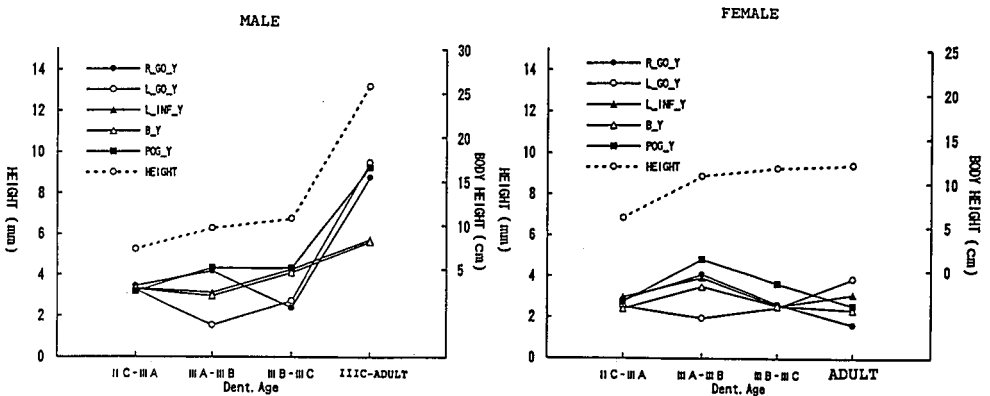 MALE
14
12
10
8
6
4
2
0
HEIGHT (mm)
R_GO_Y
L_GO_Y
L_INF_Y
B_Y
POG_Y
HEIGHT
30
25
20
15
10
5
BODY HEIGHT (cm)
IIC-IIIA
IIIA-IIIB
IIIB-IIIC
IIIC-ADULT
Dent. Age
FEMALE
14
12
10
8
6
4
2
0
HEIGHT (mm)
R_GO_Y
L_GO_Y
L_INF_Y
B_Y
POG_Y
HEIGHT
25
20
15
10
5
0
BODY HEIGHT (cm)
IIC-IIIA
IIIA-IIIB
IIIB-IIIC
ADULT
Dent. Age